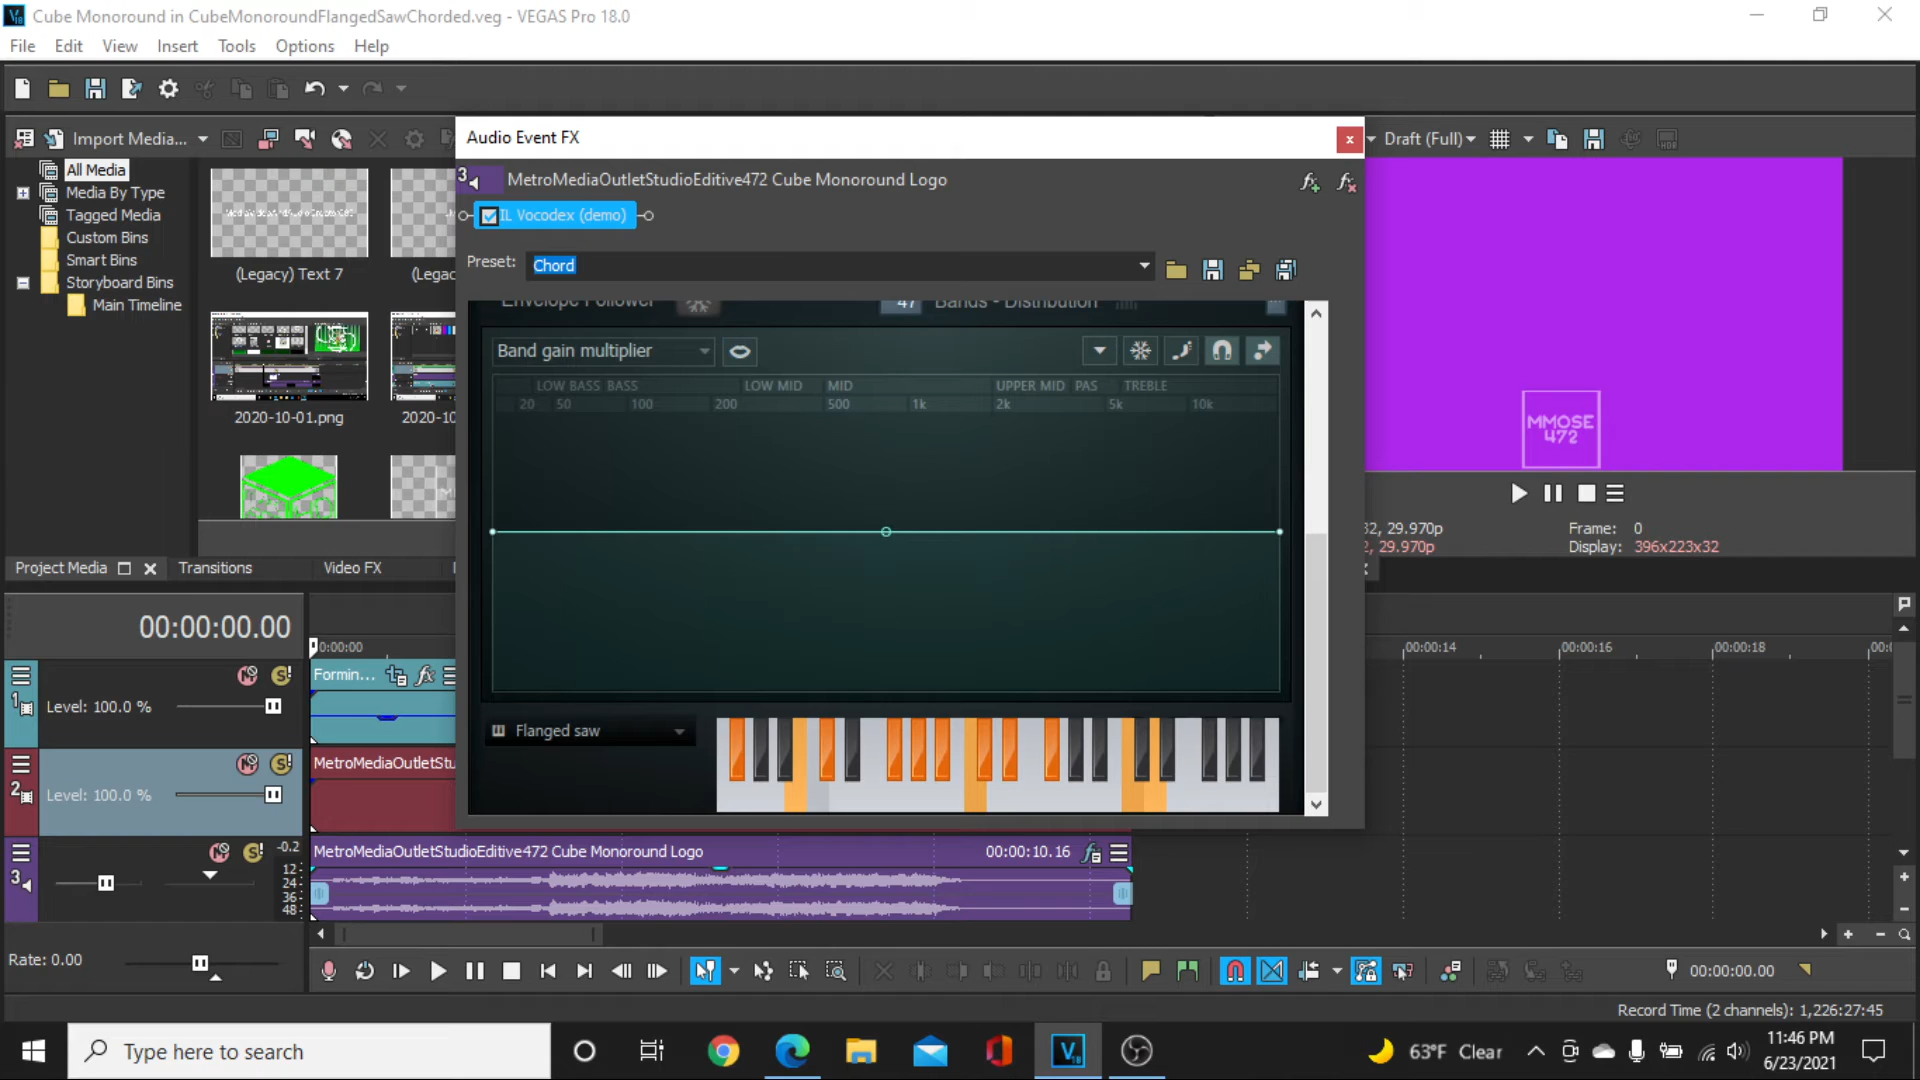 Cube Monoround in CubeMonoroundFlangedSawChorded.veg - VEGAS Pro 18.0
File Edit View Insert Tools Options Help
Import Media...
Audio Event FX
Draft (Full)
All Media
Media By Type
Tagged Media
Custom Bins
Smart Bins
Storyboard Bins
Main Timeline
(Legacy) Text 7
(Legac
2020-10-01.png
2020-10
MetroMediaOutletStudioEditive472 Cube Monoround Logo
IL Vocodex (demo)
Preset: Chord
Envelope Follower
47 Bands - Distribution
Band gain multiplier
LOW BASS BASS LOW MID MID UPPER MID PAS TREBLE
20 50 100 200 500 1k 2k 5k 10k
Flanged saw
MMOSE
472
32, 29.970p
2, 29.970p
Frame: 0
Display: 396x223x32
Project Media
Transitions
Video FX
00:00:00.00
0:00:00
00:00:14 00:00:16 00:00:18 00:0
1
Level: 100.0 %
Formin...
2
Level: 100.0 %
MetroMediaOutletStu
3
-0.2
12
24
36
48
MetroMediaOutletStudioEditive472 Cube Monoround Logo
00:00:10.16
Rate: 0.00
00:00:00.00
Record Time (2 channels): 1,226:27:45
Type here to search
63°F Clear
11:46 PM
6/23/2021